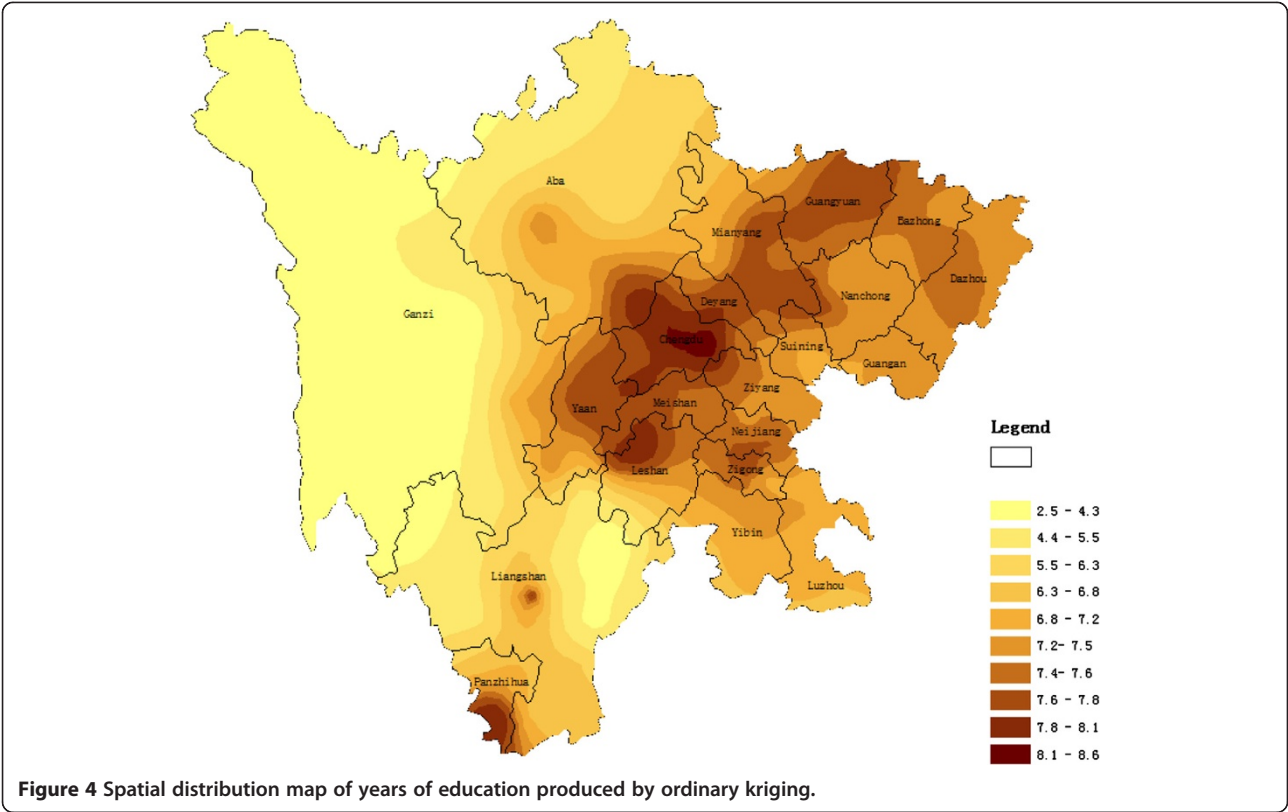 Aba
Guangyuan
Bazhong
Mianyang
Dazhou
Nanchong
Deyang
Ganzi
Chengdu
Suining
Guangan
Ziyang
Yaan
Meishan
Neijiang
Leshan
Zigong
Yibin
Liangshan
Luzhou
Panzhihua
Legend
2.5 - 4.3
4.4 - 5.5
5.5 - 6.3
6.3 - 6.8
6.8 - 7.2
7.2- 7.5
7.4- 7.6
7.6 - 7.8
7.8 - 8.1
8.1 - 8.6
Figure 4 Spatial distribution map of years of education produced by ordinary kriging.